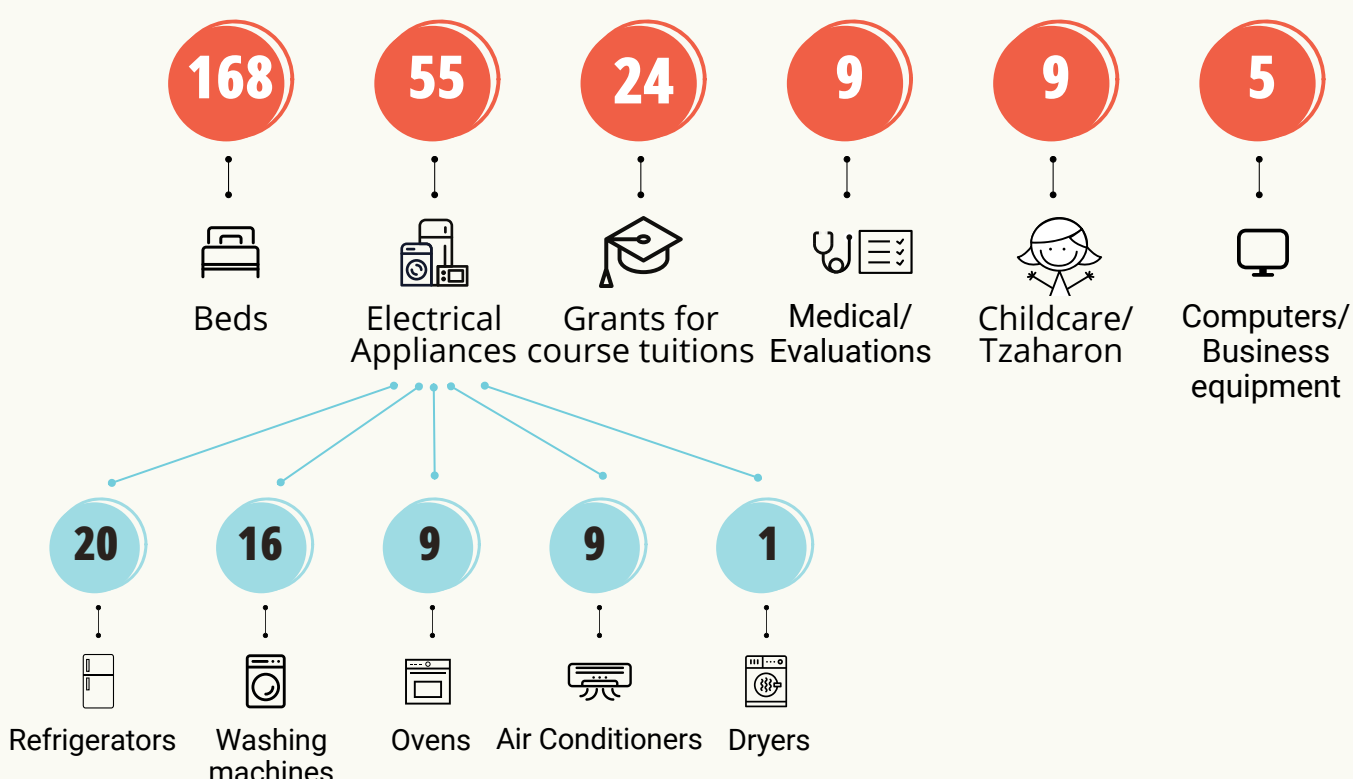 168
55
24
9
9
5
Beds
Electrical
Appliances
Grants for
course tuitions
Medical/
Evaluations
Childcare/
Tzaharon
Computers/
Business
equipment
20
16
9
9
1
Refrigerators
Washing
machines
Ovens
Air Conditioners
Dryers